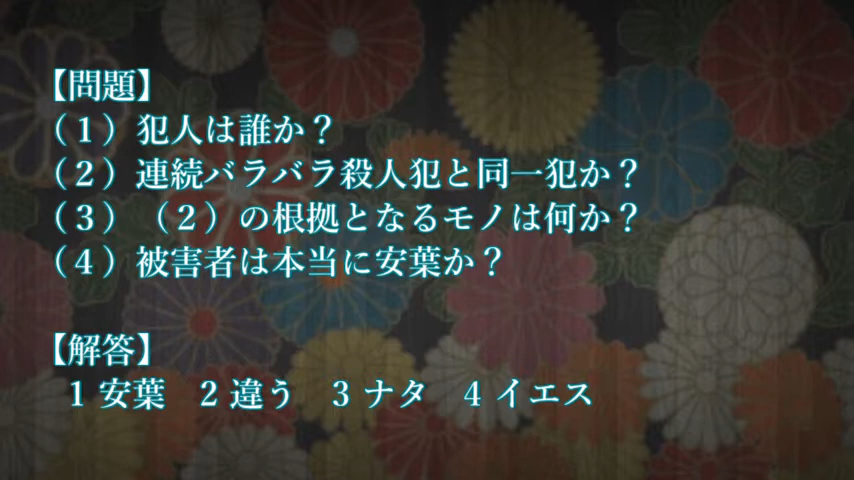 【問題】
（１）犯人は誰か？
（２）連続バラバラ殺人犯と同一犯か？
（３）（２）の根拠となるモノは何か？
（４）被害者は本当に安葉か？
【解答】
１ 安葉　２ 違う　３ ナタ　４ イエス